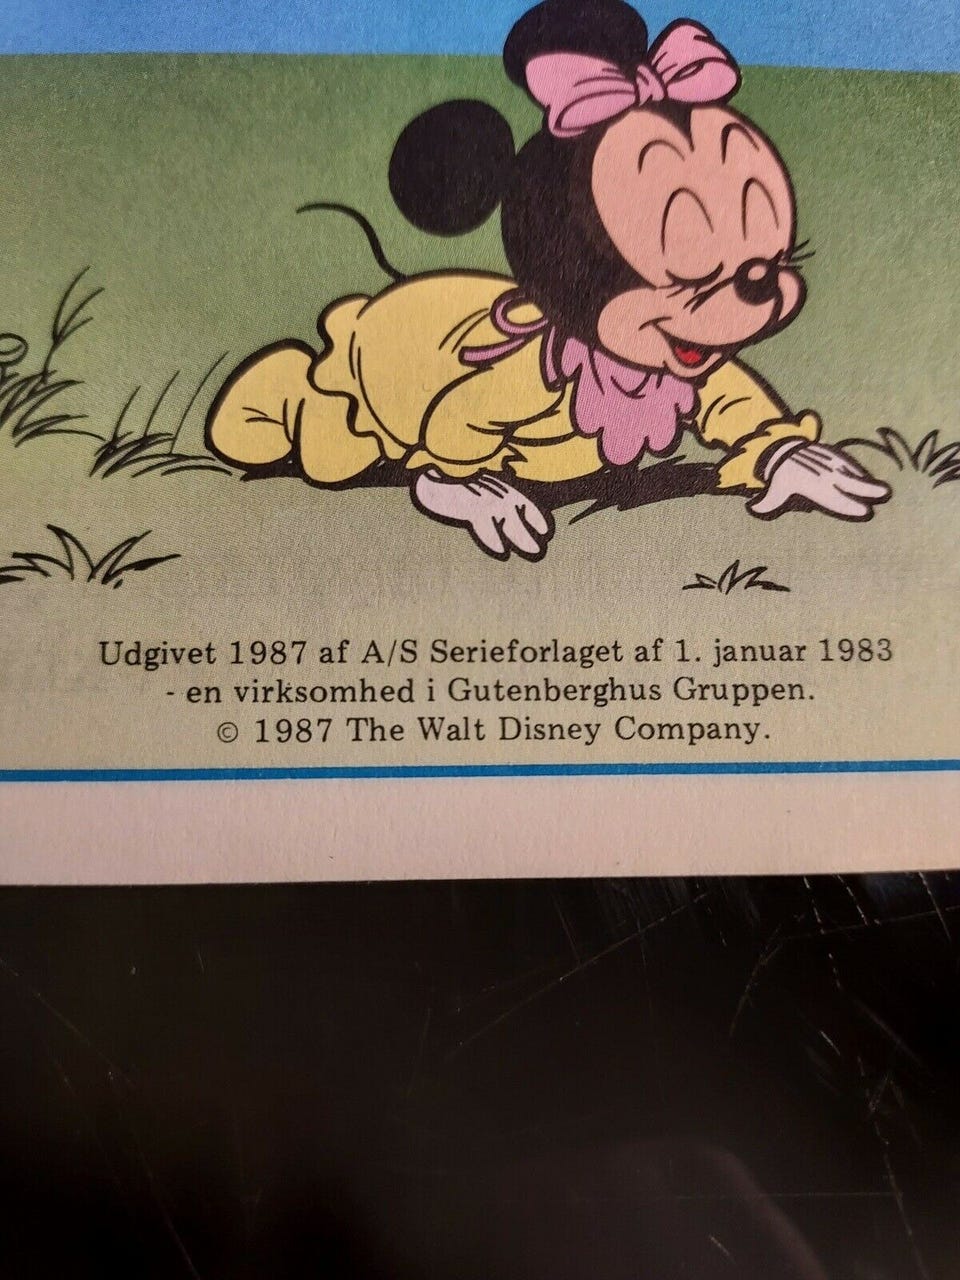 Udgivet 1987 af A/S Serieforlaget af 1. januar 1983
- en virksomhed i Gutenberghus Gruppen.
© 1987 The Walt Disney Company.